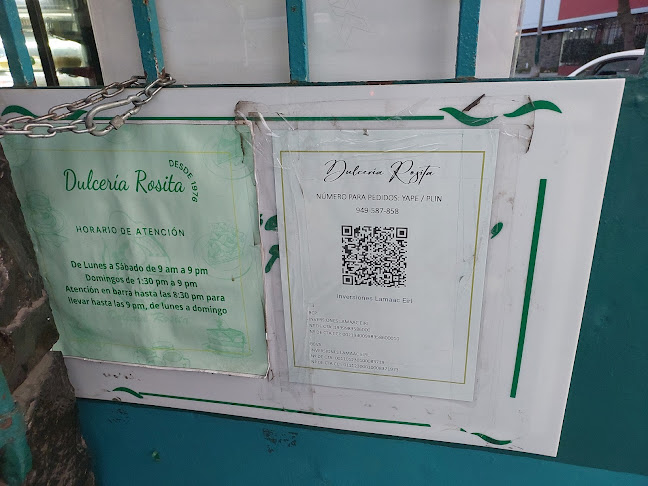 Dulcería Rosita
DESDE 1976
HORARIO DE ATENCIÓN
De Lunes a Sábado de 9 am a 9 pm
Domingos de 1:30 pm a 9 pm
Atención en barra hasta las 8:30 pm para
llevar hasta las 9 pm, de lunes a domingo
Dulcería Rosita
NÚMERO PARA PEDIDOS YAPE / PLIN
949-587-858
Inversiones Lamaac Eirl